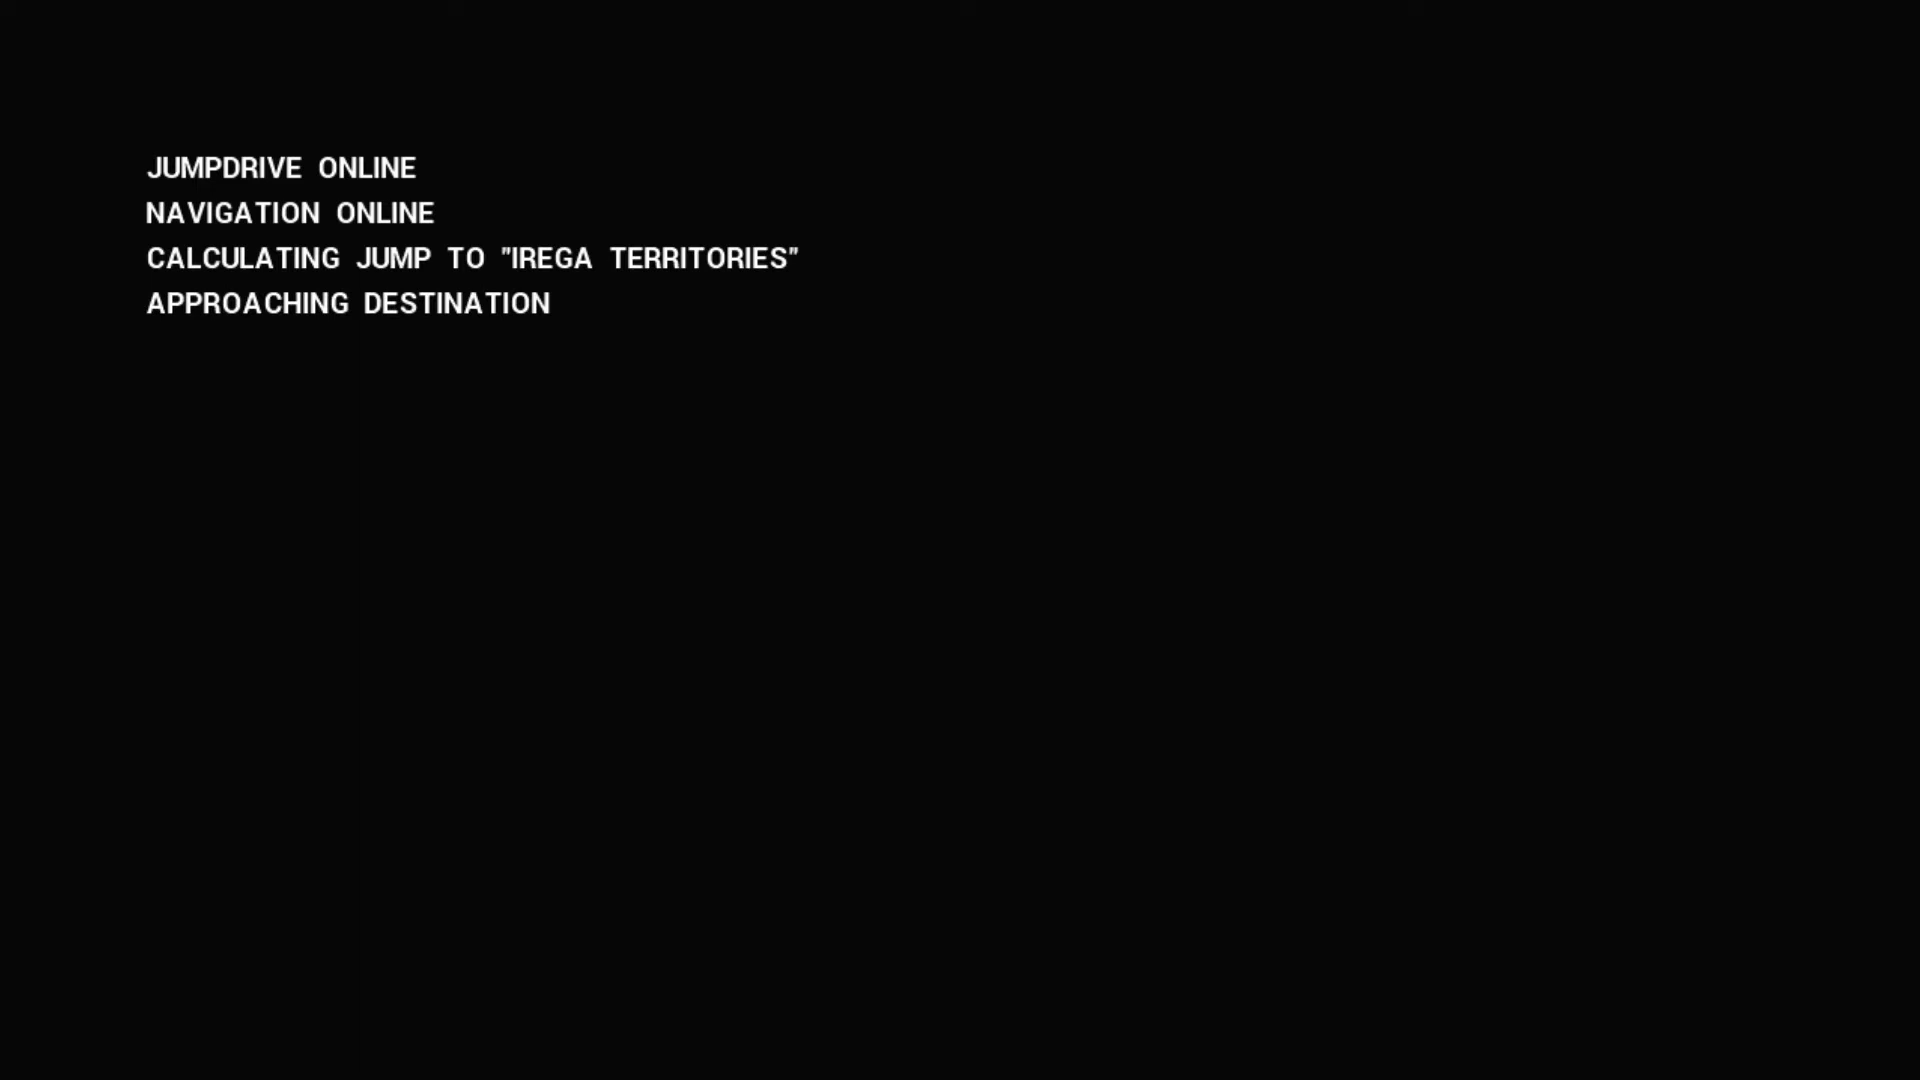 JUMPDRIVE ONLINE
NAVIGATION ONLINE
CALCULATING JUMP TO "IREGA TERRITORIES"
APPROACHING DESTINATION